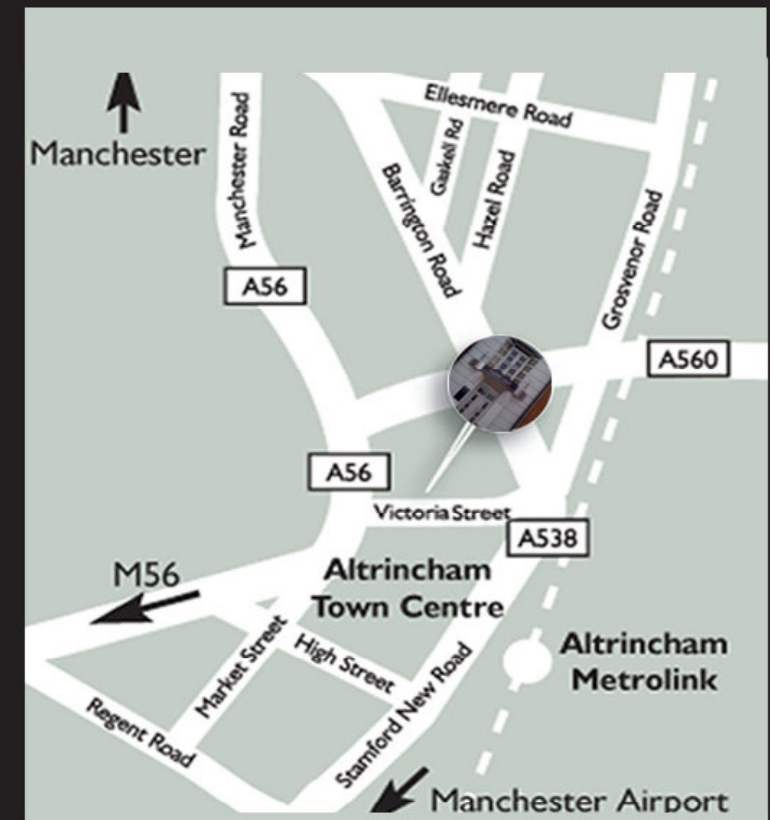 Ellesmere Road
Manchester
Manchester Road
Gaskell Rd
Barrington Road
Hazel Road
Grosvenor Road
A56
A560
A56
Victoria Street
A538
M56
Altrincham
Town Centre
Market Street
High Street
Altrincham
Metrolink
Regent Road
Stamford New Road
Manchester Airport